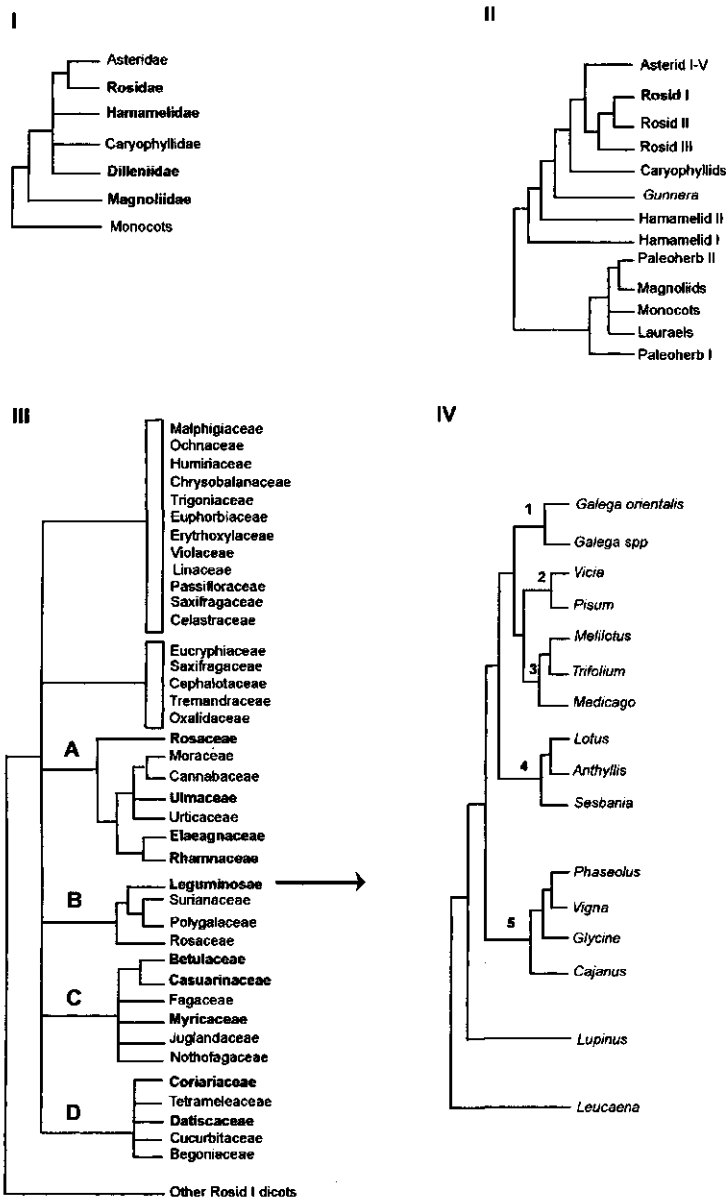 I
Asteridae
Rosidae
Hamamelidae
Caryophyllidae
Dilleniidae
Magnoliidae
Monocots
II
Asterid I-V
Rosid I
Rosid II
Rosid III
Caryophyllids
Gunnera
Hamamelid II
Hamamelid I
Paleoherb II
Magnoliids
Monocots
Lauraels
Paleoherb I
III
Malphigiaceae
Ochnaceae
Humiriaceae
Chrysobalanaceae
Trigoniaceae
Euphorbiaceae
Erytrhoxylaceae
Violaceae
Linaceae
Passifloraceae
Saxifragaceae
Celastraceae
Eucryphiaceae
Saxifragaceae
Cephalotaceae
Tremandraceae
Oxalidaceae
A
Rosaceae
Moraceae
Cannabaceae
Ulmaceae
Urticaceae
Elaeagnaceae
Rhamnaceae
B
Leguminosae
Surianaceae
Polygalaceae
Rosaceae
C
Betulaceae
Casuarinaceae
Fagaceae
Myricaceae
Juglandaceae
Nothofagaceae
D
Coriariaceae
Tetrameleaceae
Datiscaceae
Cucurbitaceae
Begoniaceae
Other Rosid I dicots
IV
1
Galega orientalis
Galega spp
2
Vicia
Pisum
3
Melilotus
Trifolium
Medicago
4
Lotus
Anthyllis
Sesbania
5
Phaseolus
Vigna
Glycine
Cajanus
Lupinus
Leucaena